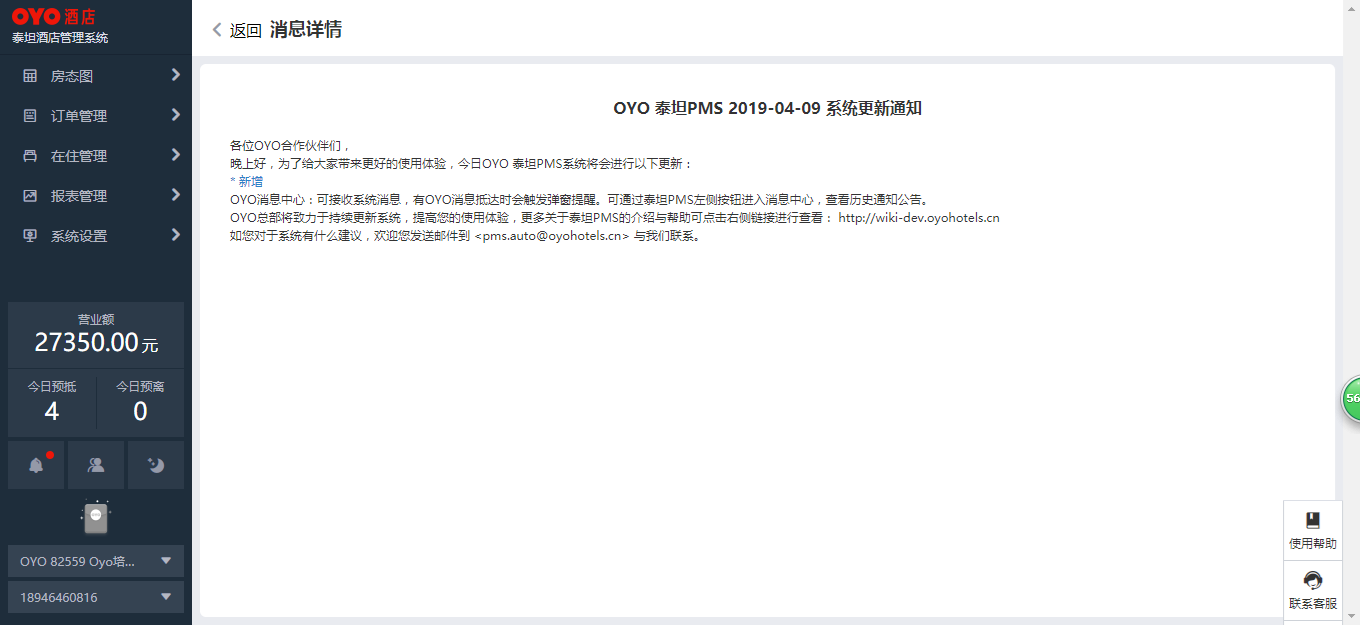 OYO 酒店
泰坦酒店管理系统
房态图
订单管理
在住管理
报表管理
系统设置
营业额
27350.00 元
今日预抵
今日预离
4
0
OYO 82559 Oyo培...
18946460816
返回 消息详情
OYO 泰坦PMS 2019-04-09 系统更新通知
各位OYO合作伙伴们，
晚上好，为了给大家带来更好的使用体验，今日OYO 泰坦PMS系统将会进行以下更新：
* 新增
OYO消息中心：可接收系统消息，有OYO消息抵达时会触发弹窗提醒。可通过泰坦PMS左侧按钮进入消息中心，查看历史通知公告。
OYO总部将致力于持续更新系统，提高您的使用体验，更多关于泰坦PMS的介绍与帮助可点击右侧链接进行查看： http://wiki-dev.oyohotels.cn
如您对于系统有什么建议，欢迎您发送邮件到 <pms.auto@oyohotels.cn> 与我们联系。
56
使用帮助
联系客服